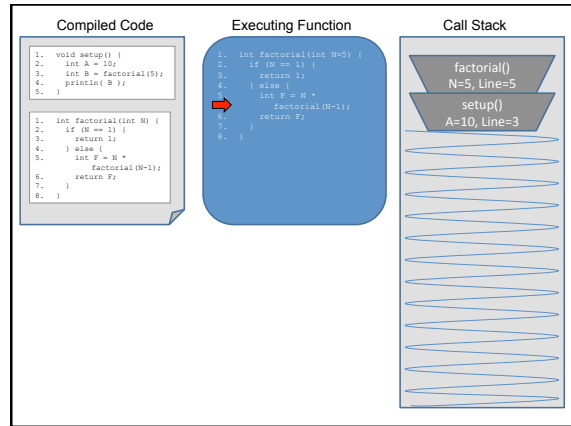 Compiled Code
1. void setup() {
2. int A = 10;
3. int B = factorial(5);
4. println( B );
5. }
1. int factorial(int N) {
2. if (N == 1) {
3. return 1;
4. } else {
5. int F = N *
factorial(N-1);
6. return F;
7. }
8. }
Executing Function
1. int factorial(int N=5) {
2. if (N == 1) {
3. return 1;
4. } else {
5. int F = N *
factorial(N-1);
6. return F;
7. }
8. }
Call Stack
factorial()
N=5, Line=5
setup()
A=10, Line=3